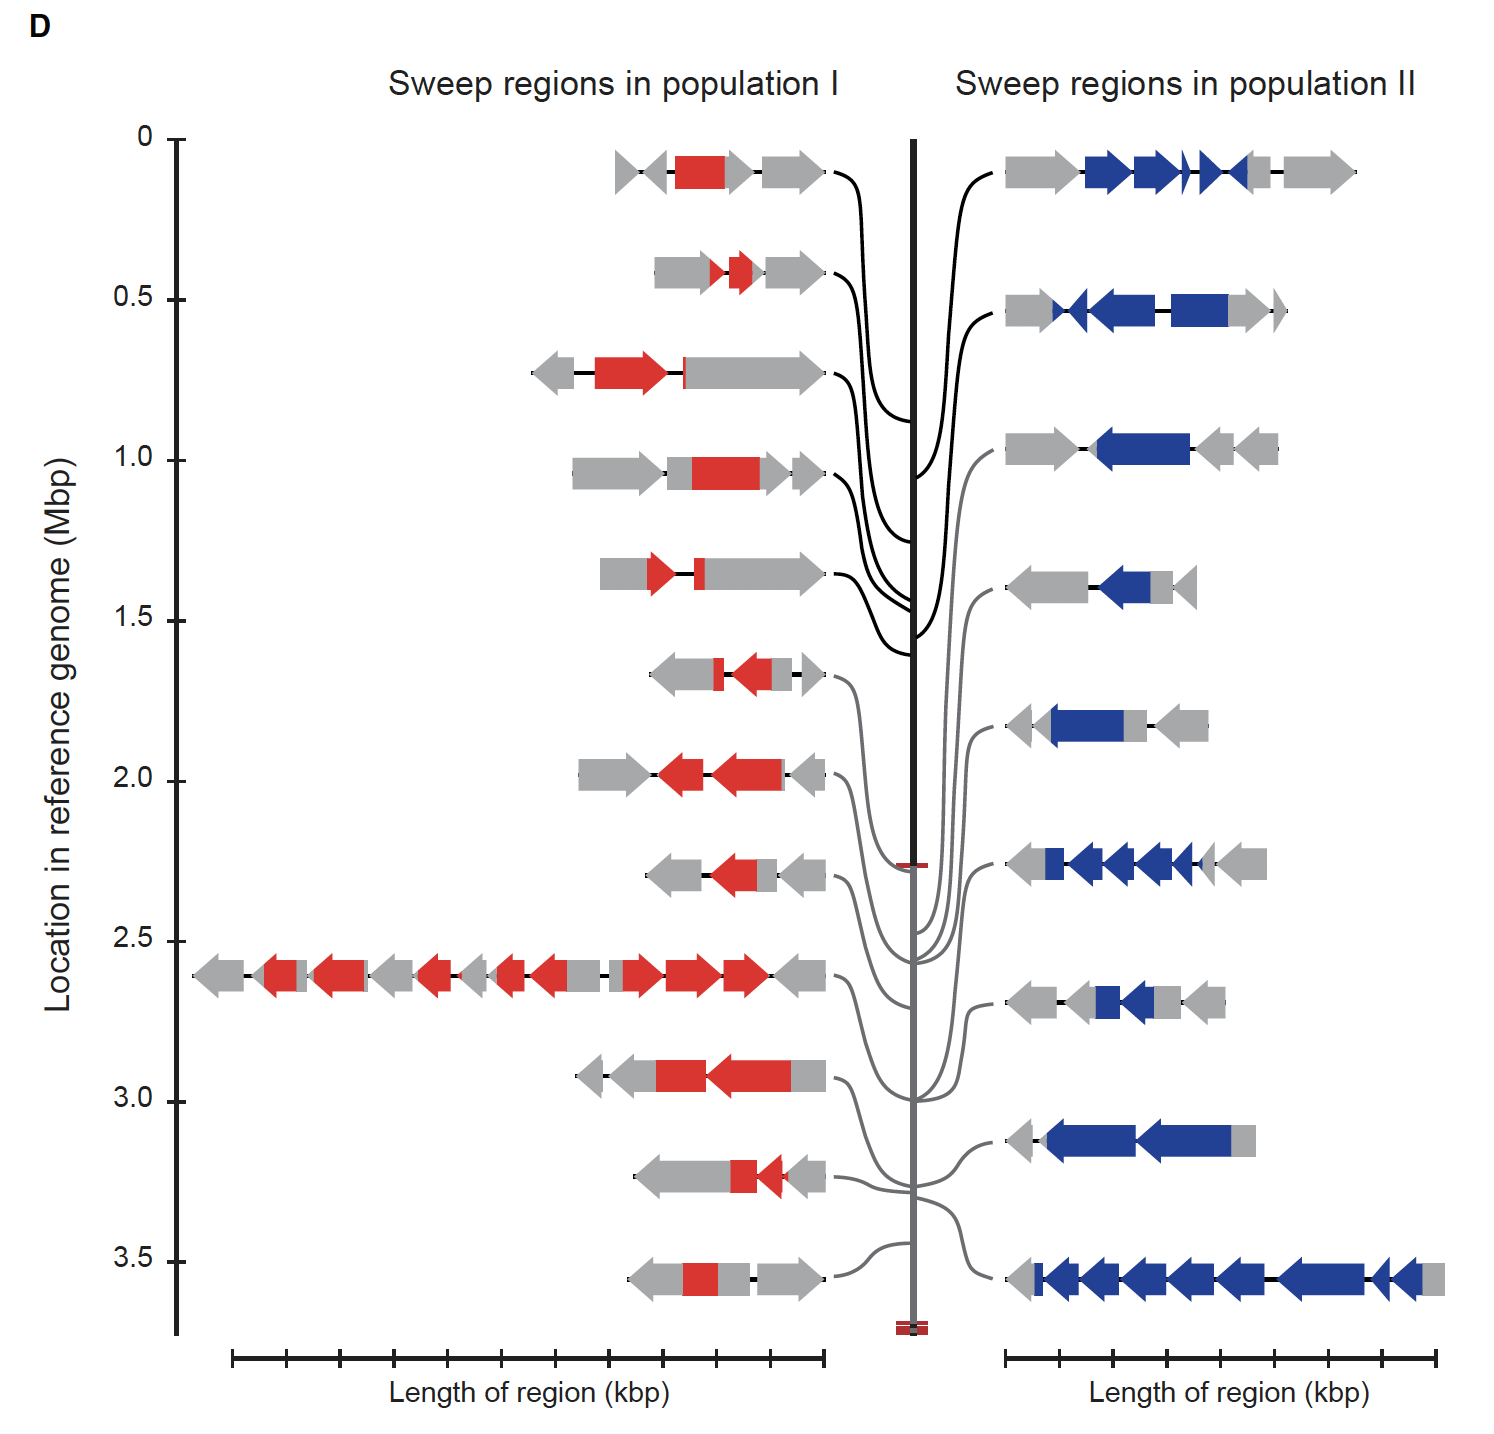 D
Sweep regions in population I
Sweep regions in population II
0
0.5
1.0
1.5
2.0
2.5
3.0
3.5
Location in reference genome (Mbp)
Length of region (kbp)
Length of region (kbp)